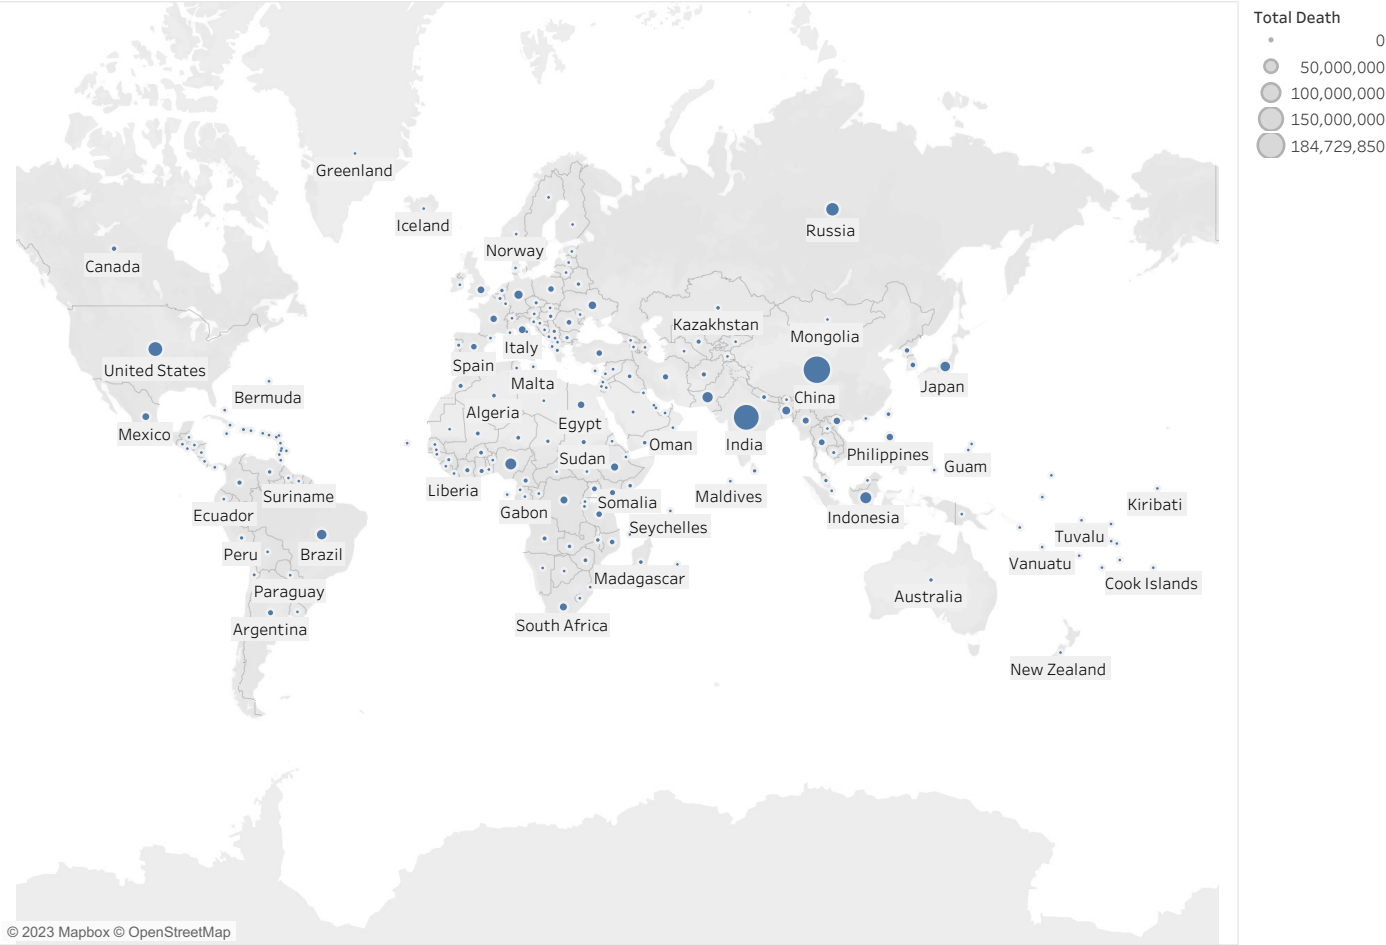 Total Death
0
50,000,000
100,000,000
150,000,000
184,729,850
Greenland
Iceland
Russia
Norway
Canada
Kazakhstan
Mongolia
Italy
Spain
United States
Malta
Japan
Bermuda
China
Algeria
Egypt
Mexico
Oman
India
Philippines
Sudan
Guam
Liberia
Suriname
Maldives
Somalia
Kiribati
Ecuador
Gabon
Indonesia
Seychelles
Tuvalu
Peru
Brazil
Vanuatu
Madagascar
Cook Islands
Paraguay
Australia
Argentina
South Africa
New Zealand
© 2023 Mapbox © OpenStreetMap